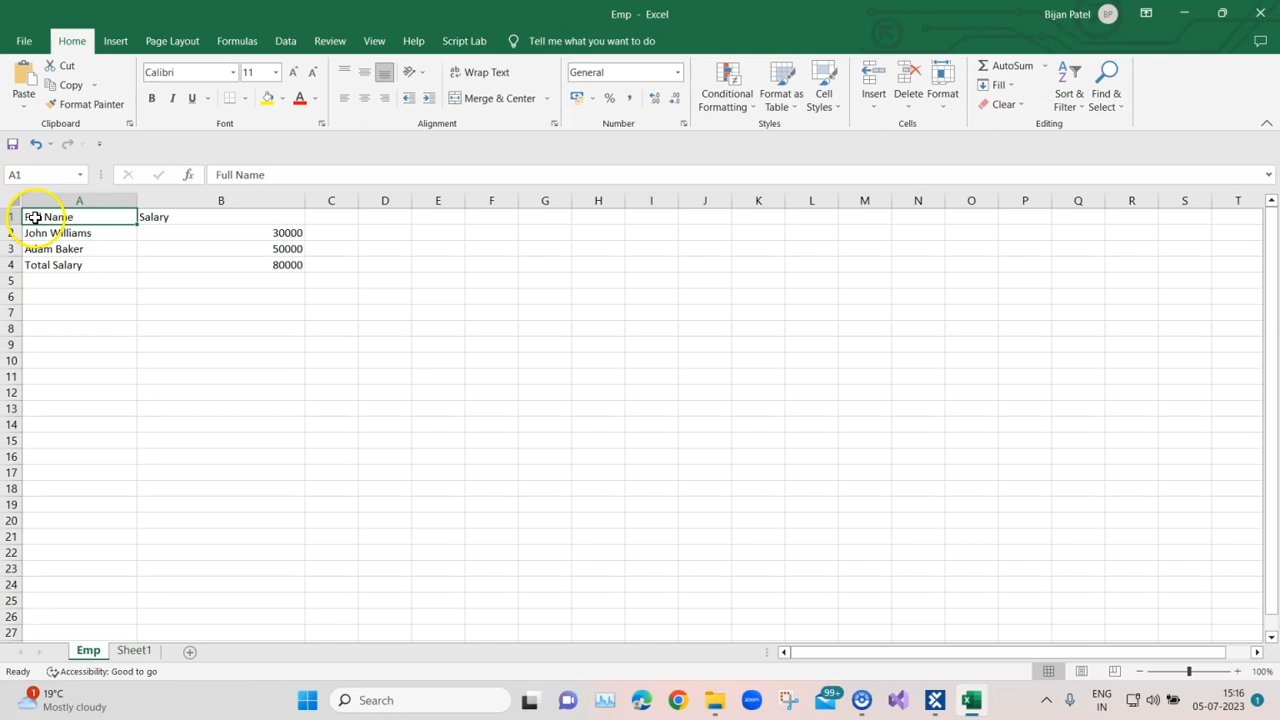 Emp - Excel
Bijan Patel
BP
File Home Insert Page Layout Formulas Data Review View Help Script Lab Tell me what you want to do
Paste
Cut
Copy
Format Painter
Clipboard
Calibri 11
B I U
Font
Wrap Text
Merge & Center
Alignment
General
%
Number
Conditional Formatting
Format as Table
Cell Styles
Styles
Insert
Delete
Format
Cells
AutoSum
Fill
Clear
Sort & Filter
Find & Select
Editing
A1 fx Full Name
A B C D E F G H I J K L M N O P Q R S T
1 Name Salary
2 John Williams 30000
3 Adam Baker 50000
4 Total Salary 80000
5
6
7
8
9
10
11
12
13
14
15
16
17
18
19
20
21
22
23
24
25
26
27
Emp Sheet1
Ready Accessibility: Good to go 100%
1 19°C
Mostly cloudy
Search
99+
ENG
IN
15:16
05-07-2023
1